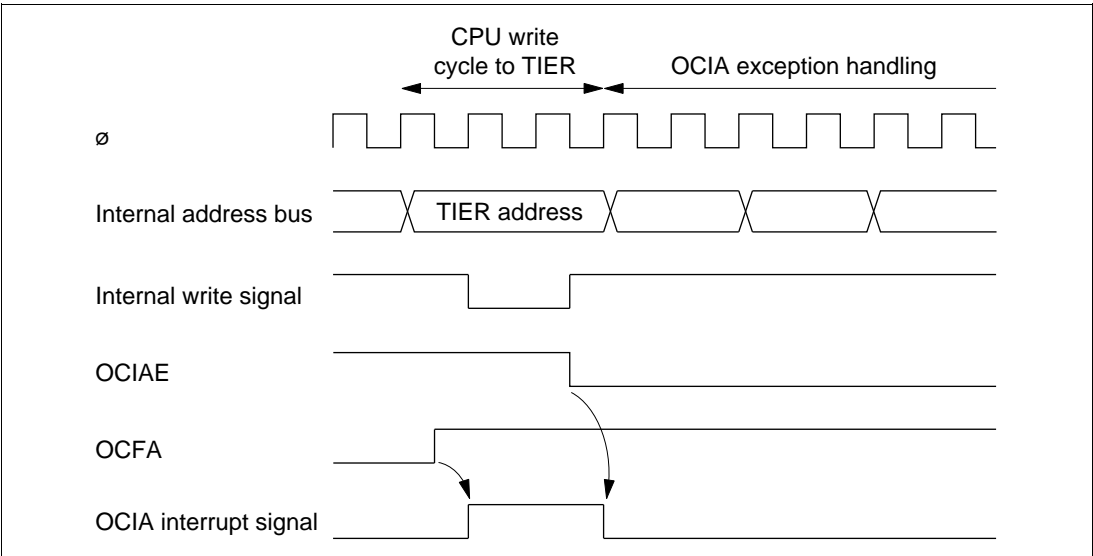 CPU write
cycle to TIER
OCIA exception handling
ø
Internal address bus
TIER address
Internal write signal
OCIAE
OCFA
OCIA interrupt signal